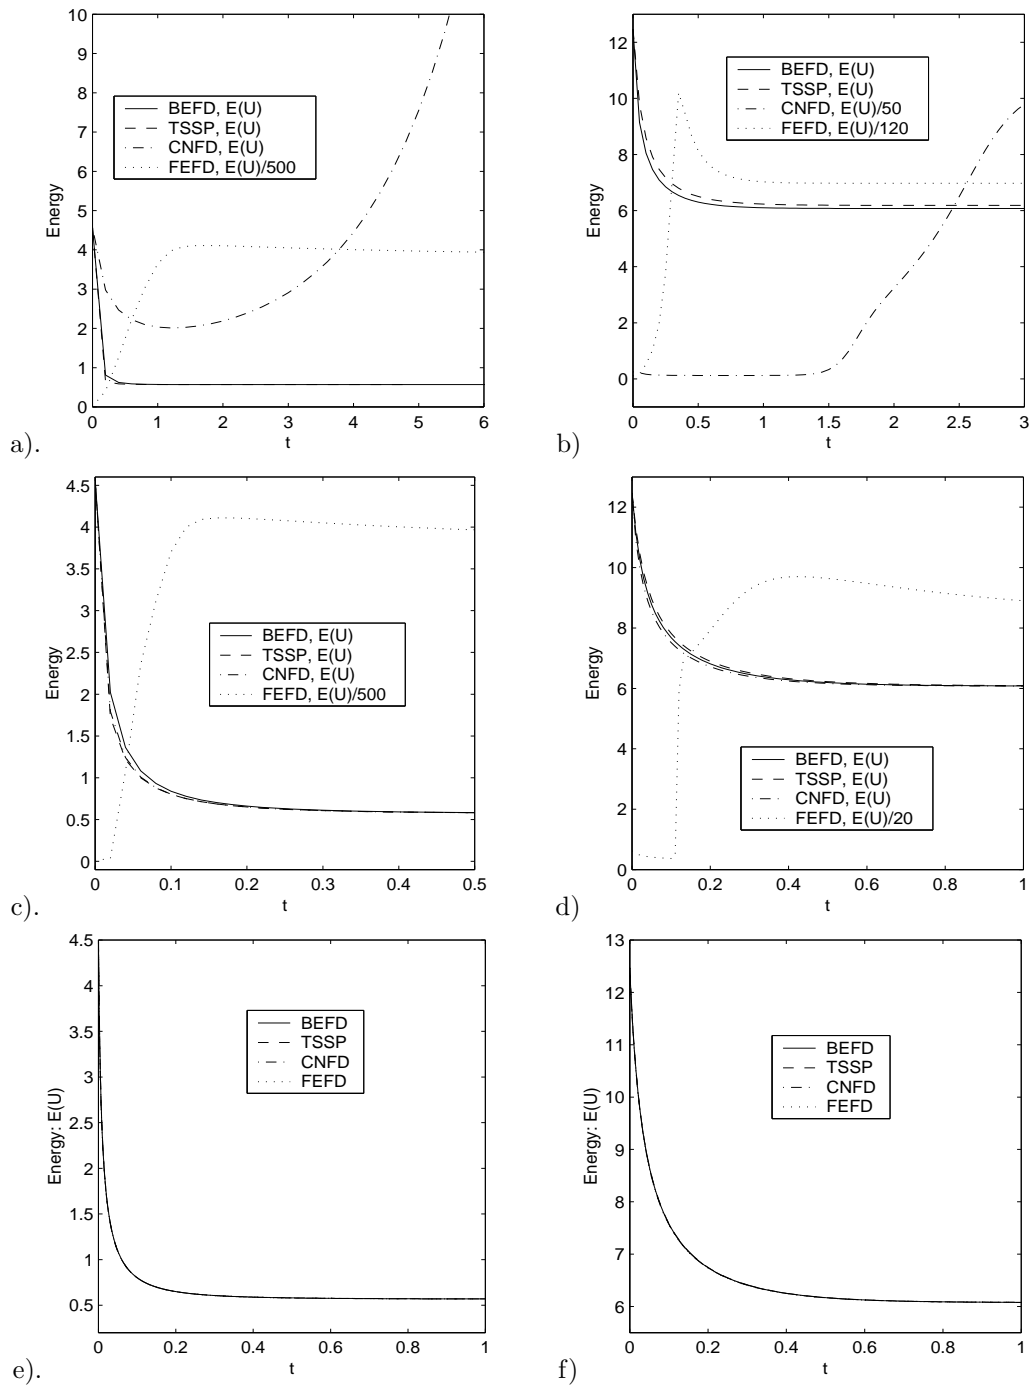 10
9
8
7
6
5
4
3
2
1
0
Energy
BEFD, E(U)
TSSP, E(U)
CNFD, E(U)
FEFD, E(U)/500
0 1 2 3 4 5 6
t
a).
12
10
8
6
4
2
0
Energy
BEFD, E(U)
TSSP, E(U)
CNFD, E(U)/50
FEFD, E(U)/120
0 0.5 1 1.5 2 2.5 3
t
b)
4.5
4
3.5
3
2.5
2
1.5
1
0.5
0
Energy
BEFD, E(U)
TSSP, E(U)
CNFD, E(U)
FEFD, E(U)/500
0 0.1 0.2 0.3 0.4 0.5
t
c).
12
10
8
6
4
2
0
Energy
BEFD, E(U)
TSSP, E(U)
CNFD, E(U)
FEFD, E(U)/20
0 0.2 0.4 0.6 0.8 1
t
d)
4.5
4
3.5
3
2.5
2
1.5
1
0.5
Energy: E(U)
BEFD
TSSP
CNFD
FEFD
0 0.2 0.4 0.6 0.8 1
t
e).
13
12
11
10
9
8
7
6
Energy: E(U)
BEFD
TSSP
CNFD
FEFD
0 0.2 0.4 0.6 0.8 1
t
f)